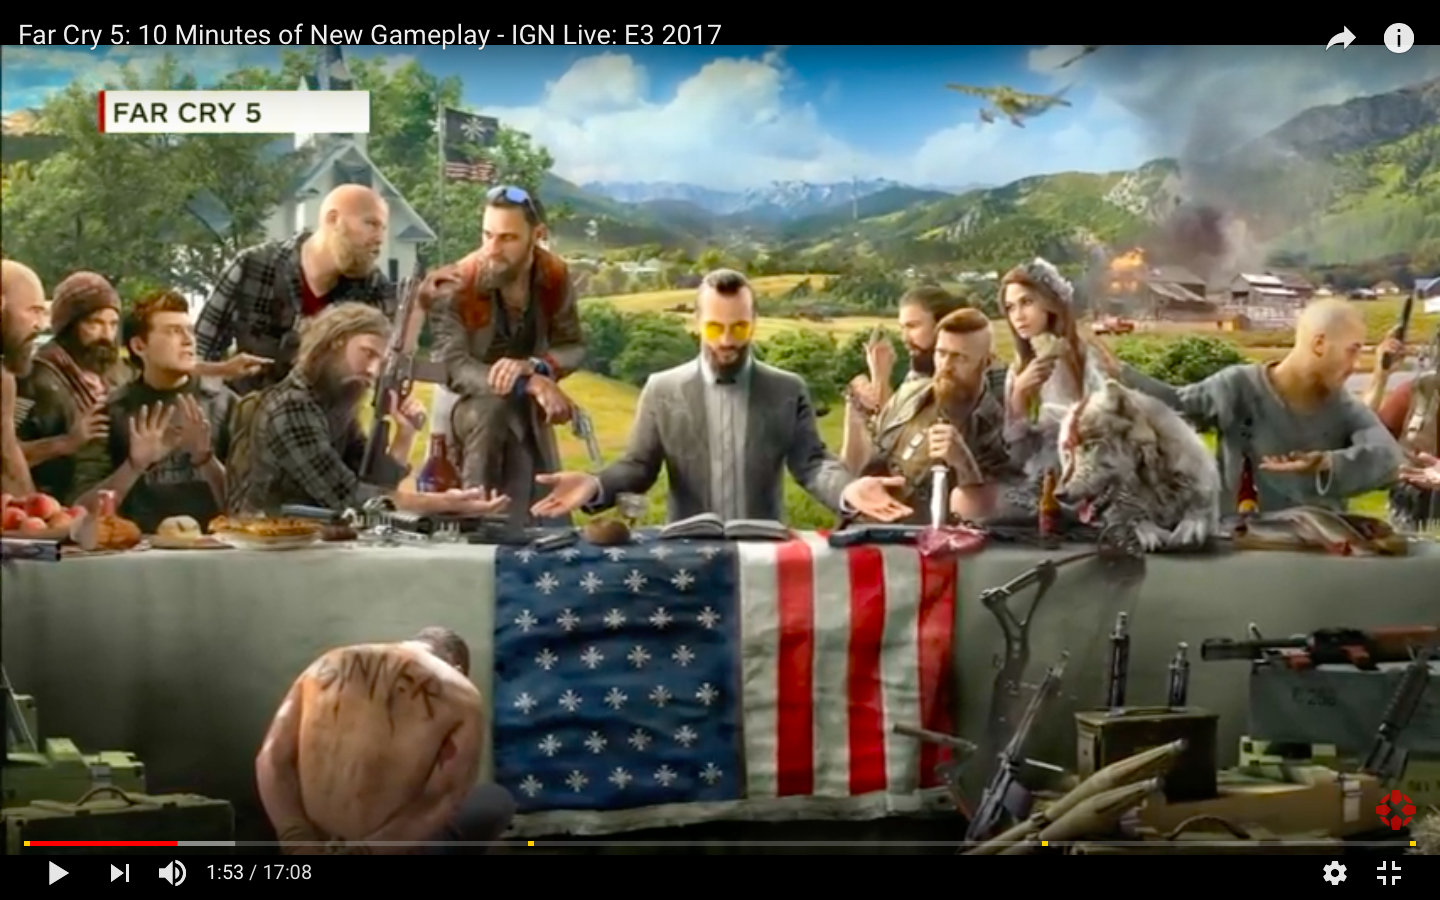 Far Cry 5: 10 Minutes of New Gameplay - IGN Live: E3 2017
FAR CRY 5
SINNER
1:53 / 17:08